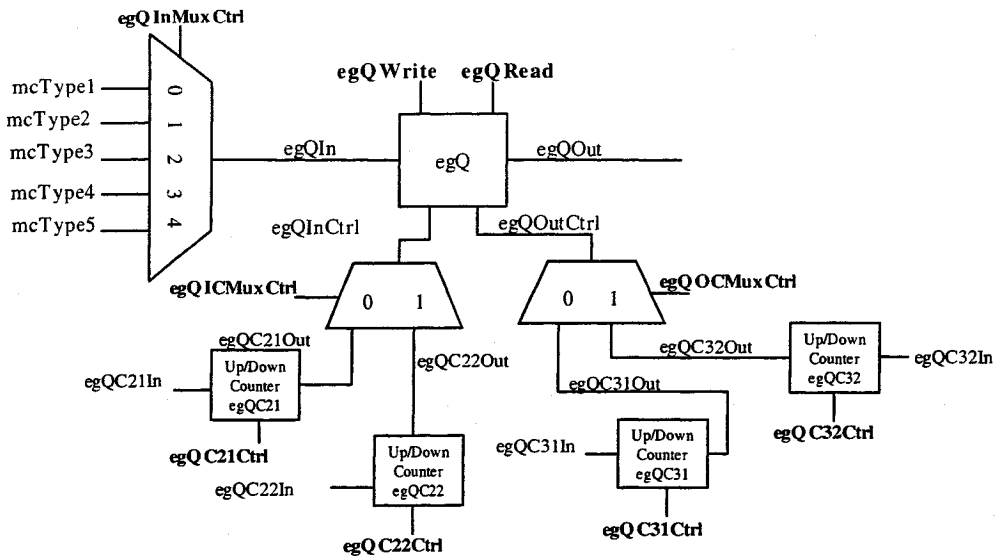 egQInMuxCtrl
mcType1
mcType2
mcType3
mcType4
mcType5
0
1
2
3
4
egQWrite
egQRead
egQIn
egQ
egQOut
egQInCtrl
egQOutCtrl
egQICMuxCtrl
0
1
0
1
egQOCMuxCtrl
egQC21Out
egQC22Out
egQC32Out
egQC31Out
egQC21In
Up/Down
Counter
egQC21
egQC21Ctrl
egQC22In
Up/Down
Counter
egQC22
egQC22Ctrl
egQC31In
Up/Down
Counter
egQC31
egQC31Ctrl
Up/Down
Counter
egQC32
egQC32In
egQC32Ctrl